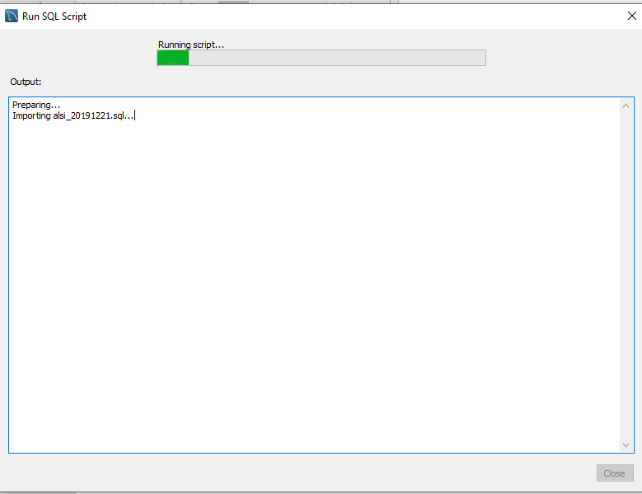 Run SQL Script
Running script...
Output:
Preparing...
Importing alsi_20191221.sql...
Close